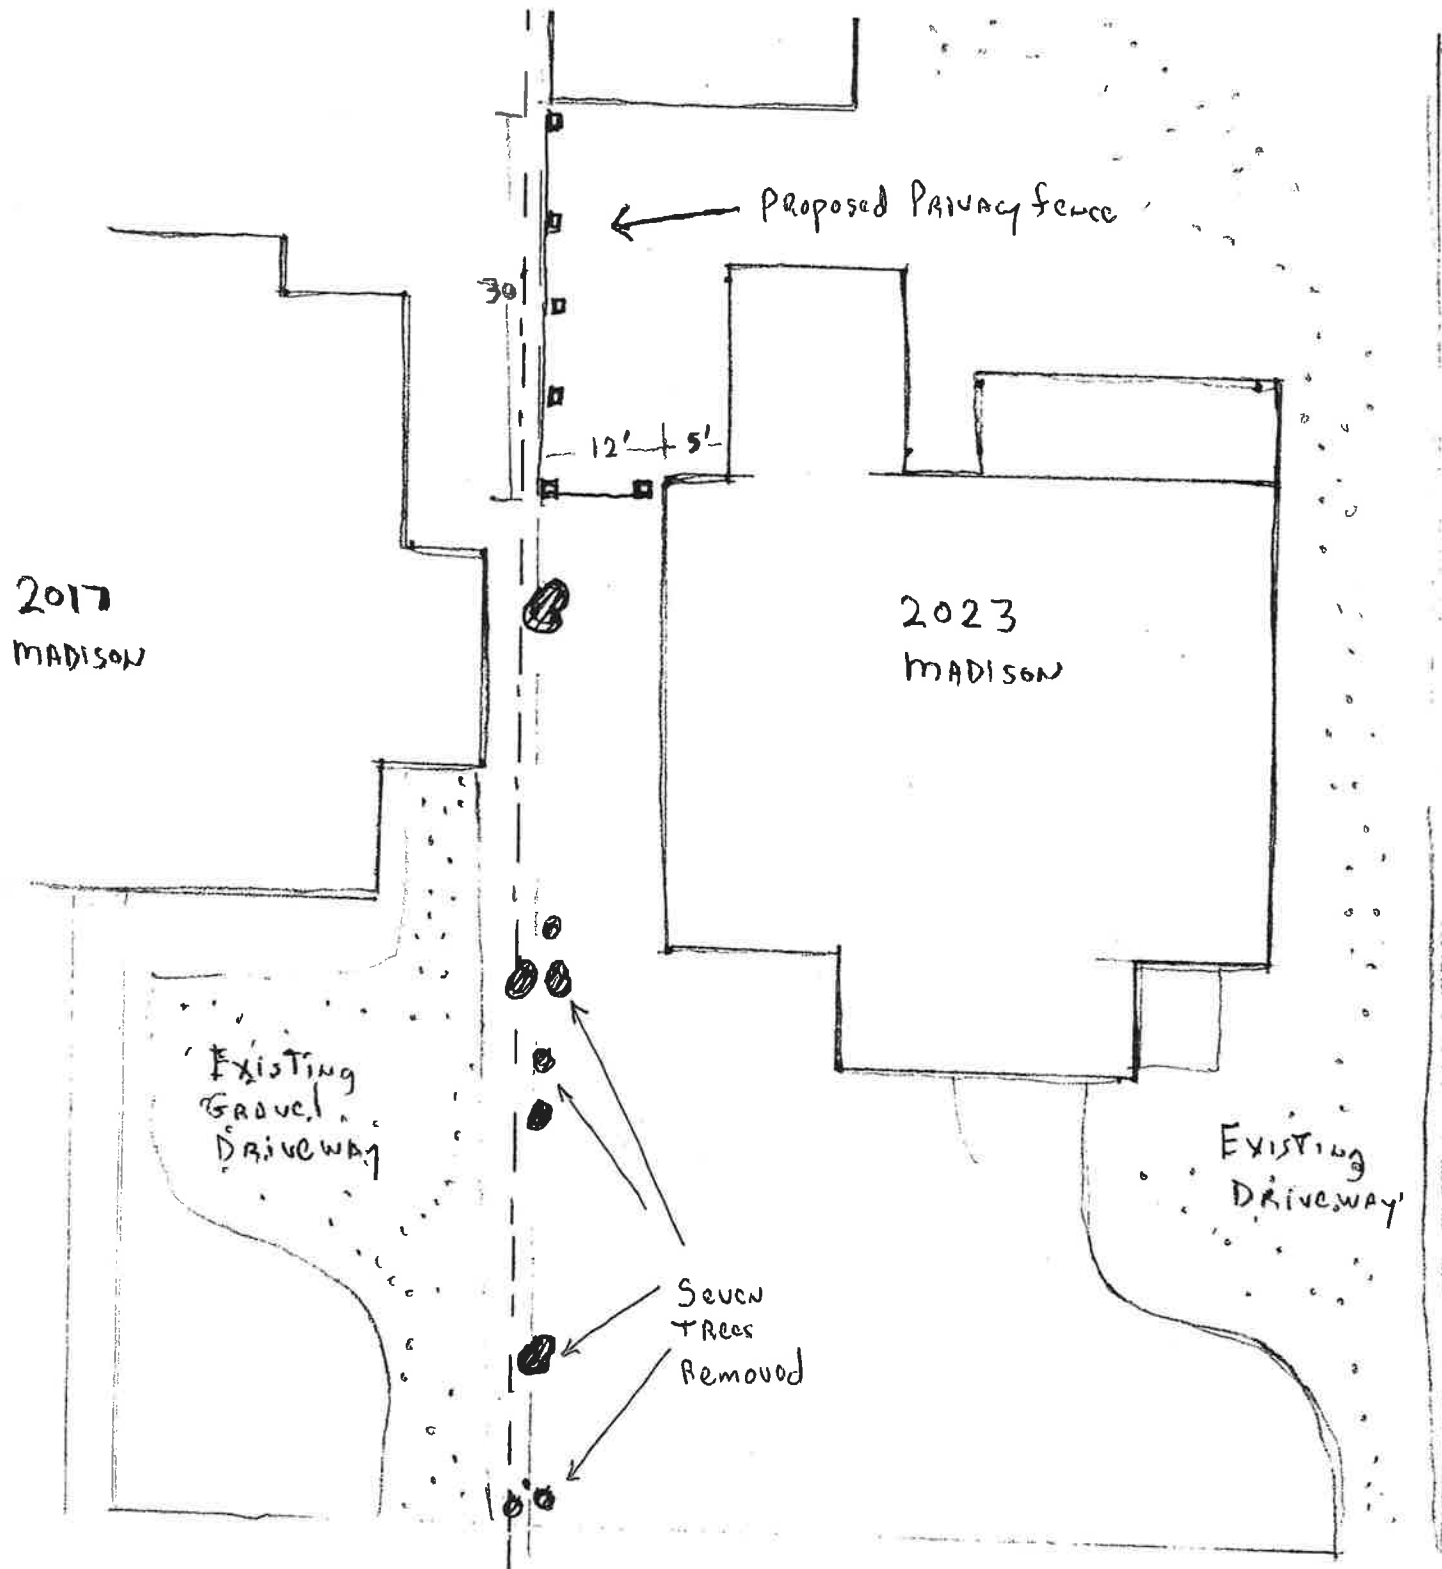 Proposed Privacy fence
30
12' 5'
2017
MADISON
2023
MADISON
Existing
Gravel
Driveway
Existing
Driveway
Seven
Trees
Removed